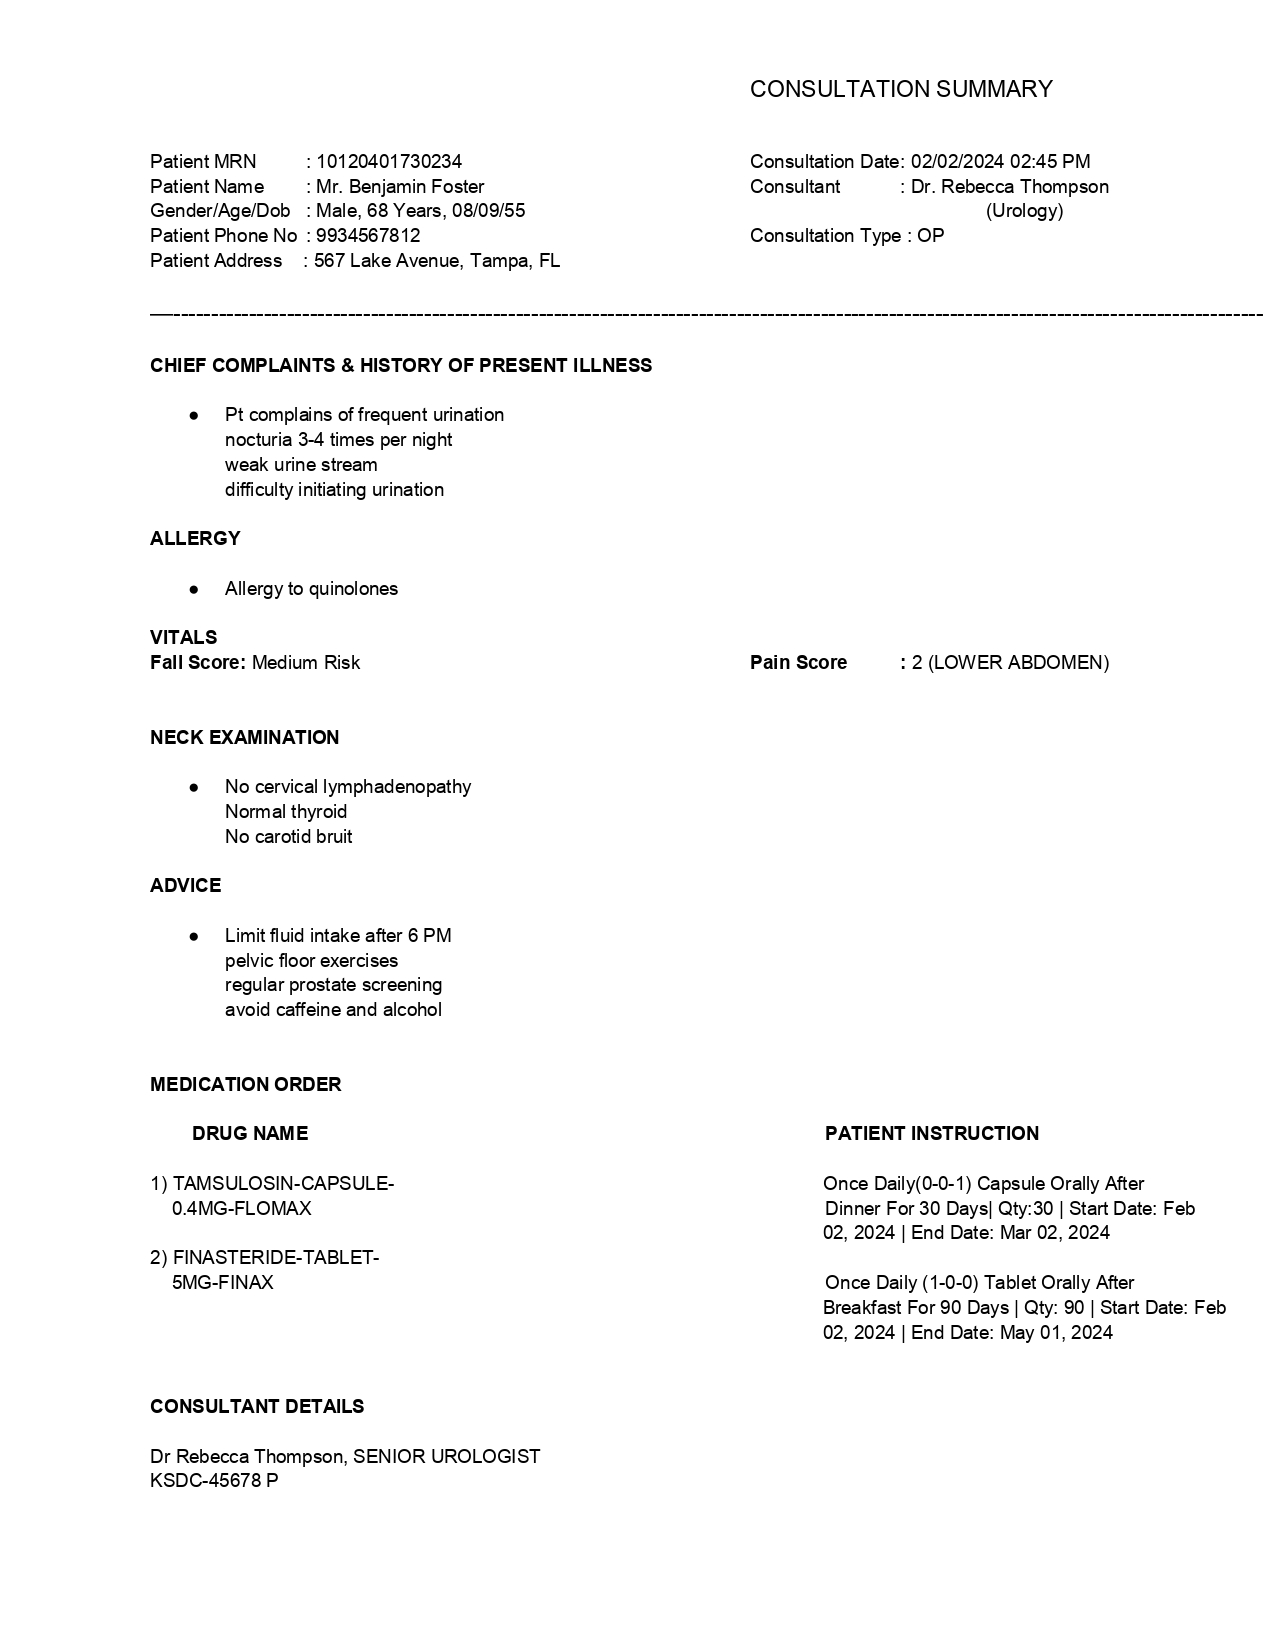 CONSULTATION SUMMARY
Patient MRN : 10120401730234
Consultation Date: 02/02/2024 02:45 PM
Patient Name : Mr. Benjamin Foster
Consultant : Dr. Rebecca Thompson
Gender/Age/Dob : Male, 68 Years, 08/09/55
(Urology)
Patient Phone No : 9934567812
Consultation Type : OP
Patient Address : 567 Lake Avenue, Tampa, FL
CHIEF COMPLAINTS & HISTORY OF PRESENT ILLNESS
● Pt complains of frequent urination
nocturia 3-4 times per night
weak urine stream
difficulty initiating urination
ALLERGY
● Allergy to quinolones
VITALS
Fall Score: Medium Risk
Pain Score : 2 (LOWER ABDOMEN)
NECK EXAMINATION
● No cervical lymphadenopathy
Normal thyroid
No carotid bruit
ADVICE
● Limit fluid intake after 6 PM
pelvic floor exercises
regular prostate screening
avoid caffeine and alcohol
MEDICATION ORDER
DRUG NAME
PATIENT INSTRUCTION
1) TAMSULOSIN-CAPSULE-
0.4MG-FLOMAX
Once Daily(0-0-1) Capsule Orally After
Dinner For 30 Days| Qty:30 | Start Date: Feb
02, 2024 | End Date: Mar 02, 2024
2) FINASTERIDE-TABLET-
5MG-FINAX
Once Daily (1-0-0) Tablet Orally After
Breakfast For 90 Days | Qty: 90 | Start Date: Feb
02, 2024 | End Date: May 01, 2024
CONSULTANT DETAILS
Dr Rebecca Thompson, SENIOR UROLOGIST
KSDC-45678 P